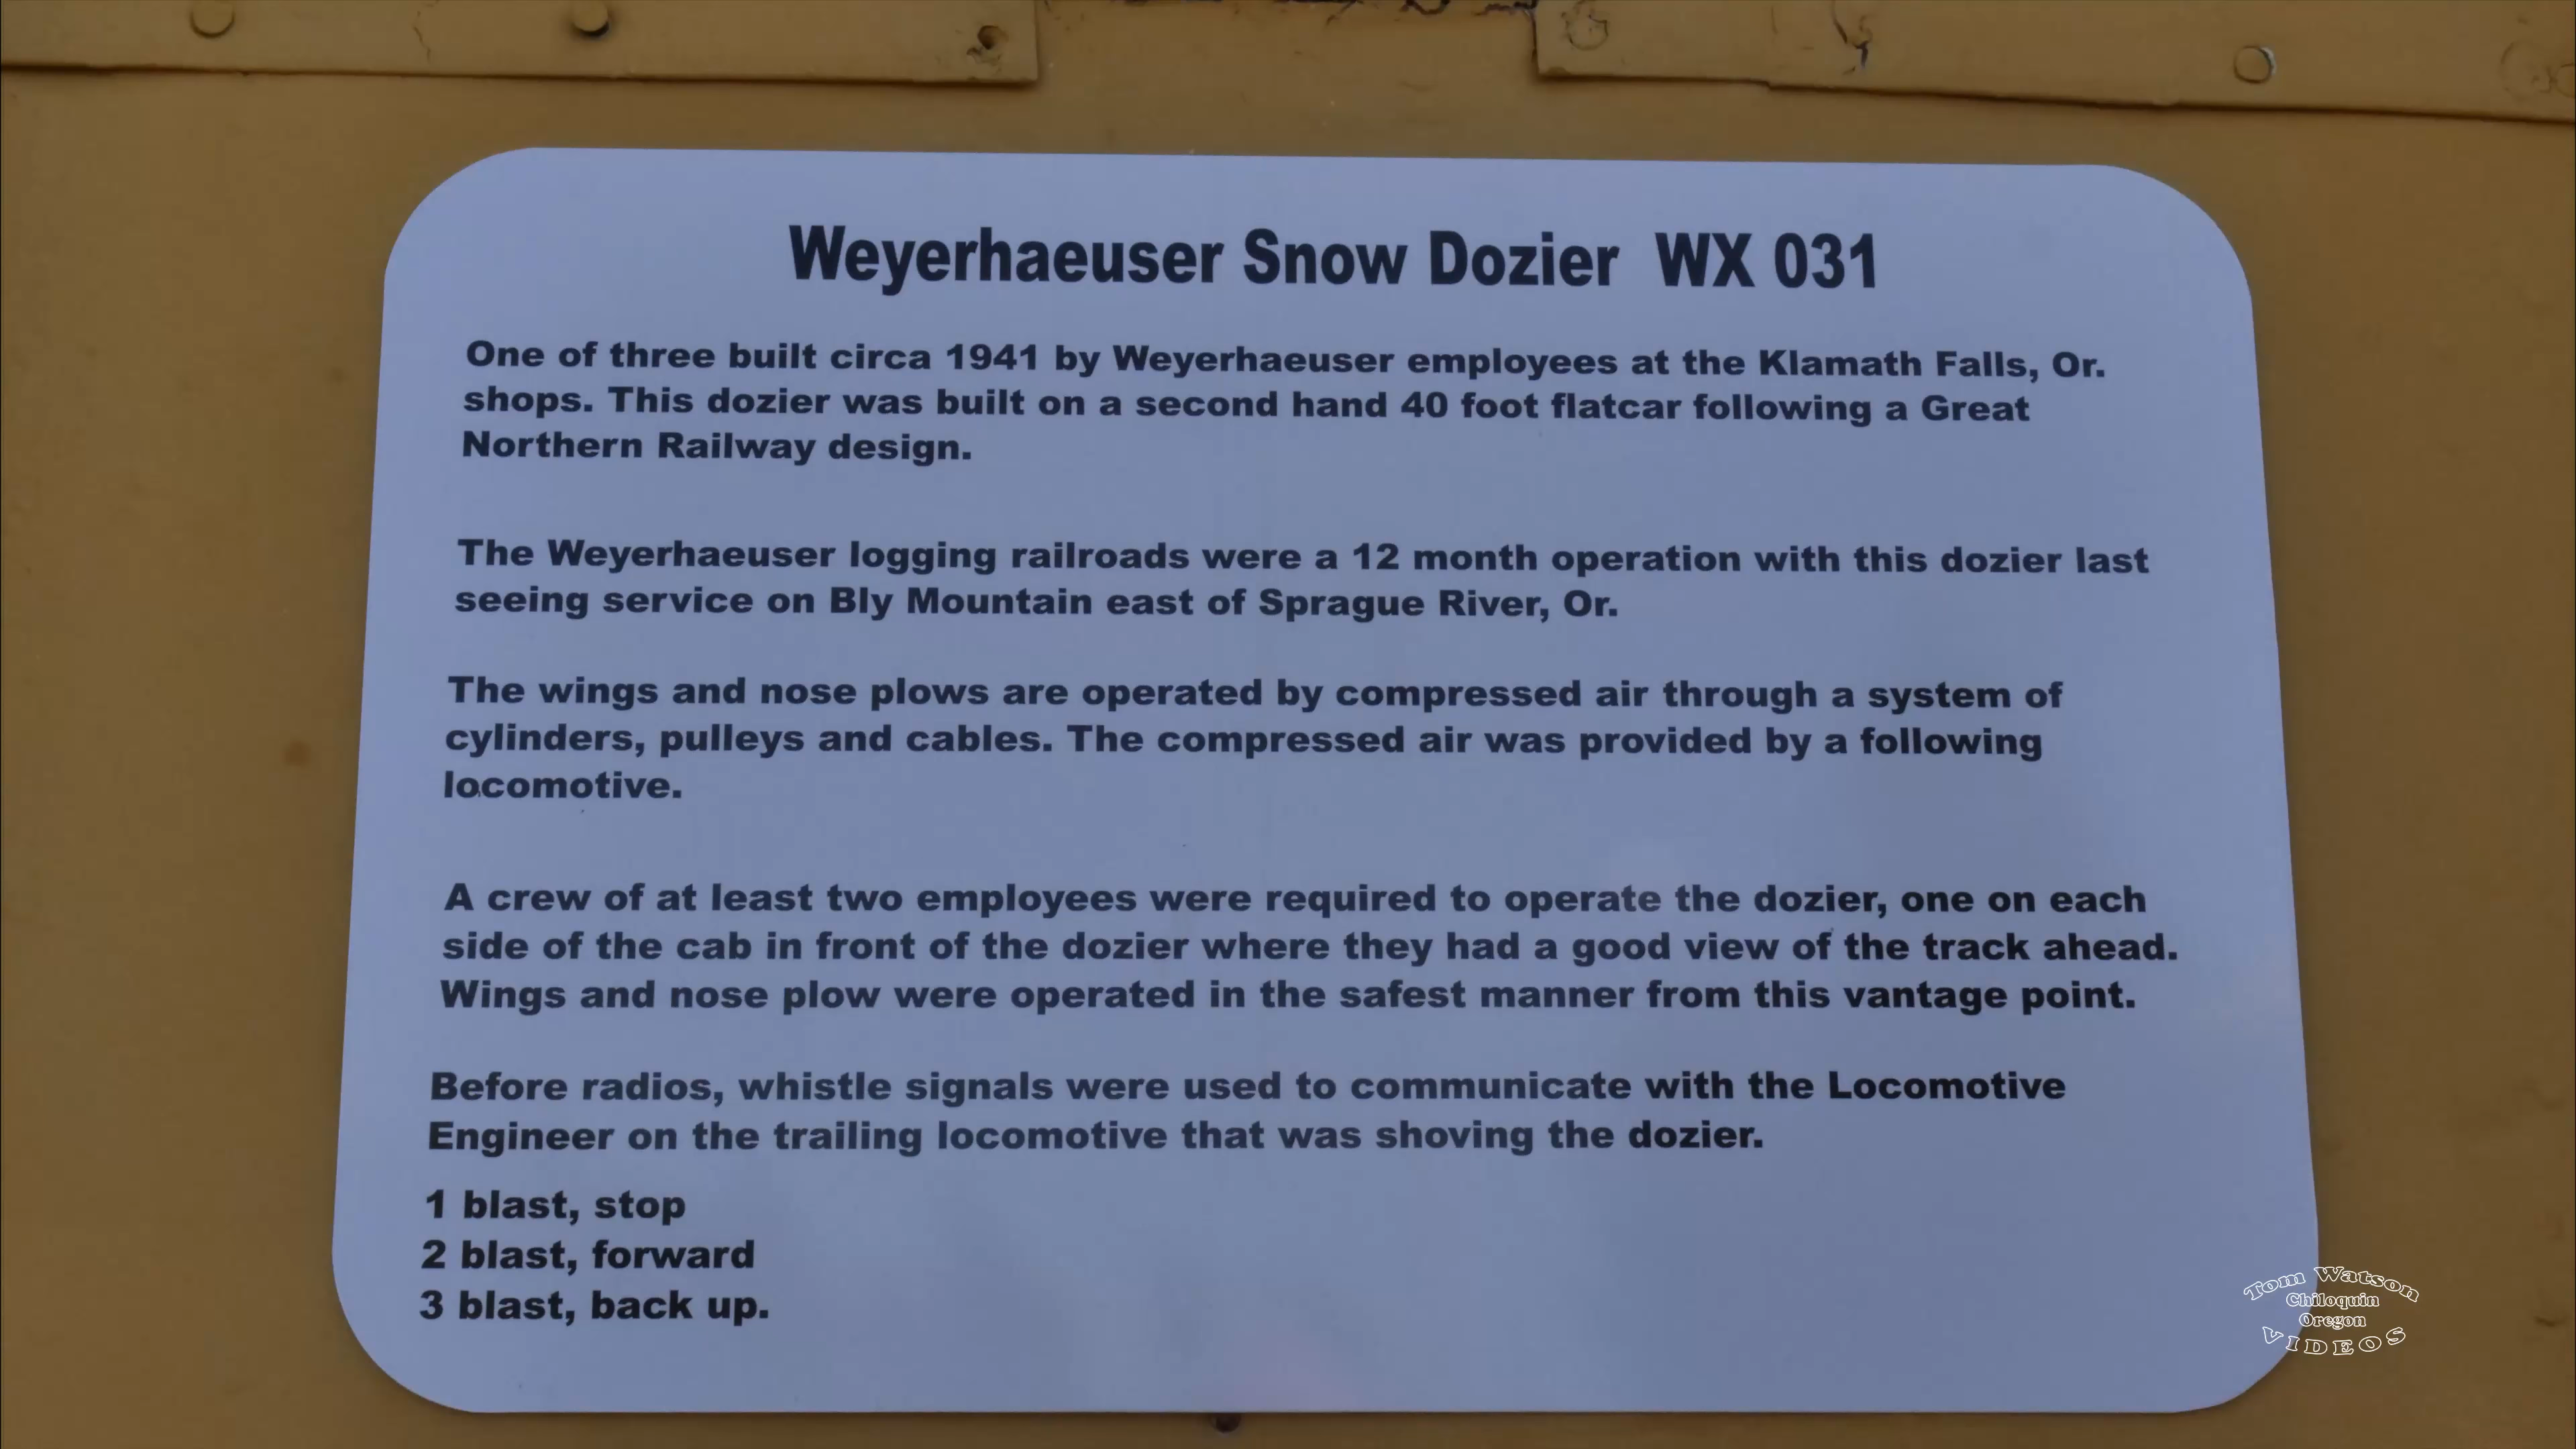 Weyerhaeuser Snow Dozier WX 031
One of three built circa 1941 by Weyerhaeuser employees at the Klamath Falls, Or.
shops. This dozier was built on a second hand 40 foot flatcar following a Great
Northern Railway design.
The Weyerhaeuser logging railroads were a 12 month operation with this dozier last
seeing service on Bly Mountain east of Sprague River, Or.
The wings and nose plows are operated by compressed air through a system of
cylinders, pulleys and cables. The compressed air was provided by a following
locomotive.
A crew of at least two employees were required to operate the dozier, one on each
side of the cab in front of the dozier where they had a good view of the track ahead.
Wings and nose plow were operated in the safest manner from this vantage point.
Before radios, whistle signals were used to communicate with the Locomotive
Engineer on the trailing locomotive that was shoving the dozier.
1 blast, stop
2 blast, forward
3 blast, back up.
Tom Watson
Chiloquin
Oregon
VIDEOS